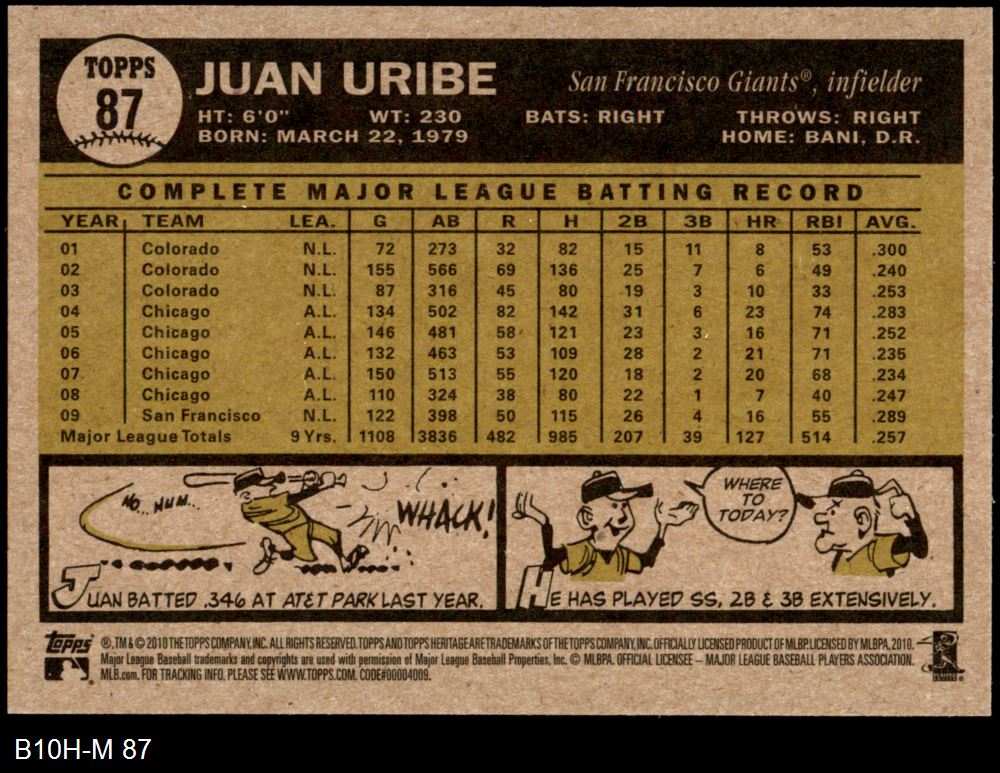 TOPPS
87
JUAN URIBE
San Francisco Giants®, infielder
HT: 6'0" WT: 230 BATS: RIGHT THROWS: RIGHT
BORN: MARCH 22, 1979 HOME: BANI, D.R.
COMPLETE MAJOR LEAGUE BATTING RECORD
YEAR TEAM LEA. G AB R H 2B 3B HR RBI AVG.
01 Colorado N.L. 72 273 32 82 15 11 8 53 .300
02 Colorado N.L. 155 566 69 136 25 7 6 49 .240
03 Colorado N.L. 87 316 45 80 19 3 10 33 .253
04 Chicago A.L. 134 502 82 142 31 6 23 74 .283
05 Chicago A.L. 146 481 58 121 23 3 16 71 .252
06 Chicago A.L. 132 463 53 109 28 2 21 71 .235
07 Chicago A.L. 150 513 55 120 18 2 20 68 .234
08 Chicago A.L. 110 324 38 80 22 1 7 40 .247
09 San Francisco N.L. 122 398 50 115 26 4 16 55 .289
Major League Totals 9 Yrs. 1108 3836 482 985 207 39 127 514 .257
HO... HUM...
WHACK!
JUAN BATTED .346 AT AT&T PARK LAST YEAR.
WHERE
TO
TODAY?
HE HAS PLAYED SS, 2B & 3B EXTENSIVELY.
Topps ®, TM & © 2010 THE TOPPS COMPANY, INC. ALL RIGHTS RESERVED. TOPPS AND TOPPS HERITAGE ARE TRADEMARKS OF THE TOPPS COMPANY, INC. OFFICIALLY LICENSED PRODUCT OF MLBP. LICENSED BY MLBPA, 2010.
Major League Baseball trademarks and copyrights are used with permission of Major League Baseball Properties, Inc. © MLBPA. OFFICIAL LICENSEE – MAJOR LEAGUE BASEBALL PLAYERS ASSOCIATION.
MLB.com. FOR TRACKING INFO, PLEASE SEE WWW.TOPPS.COM. CODE#00004009.
B10H-M 87